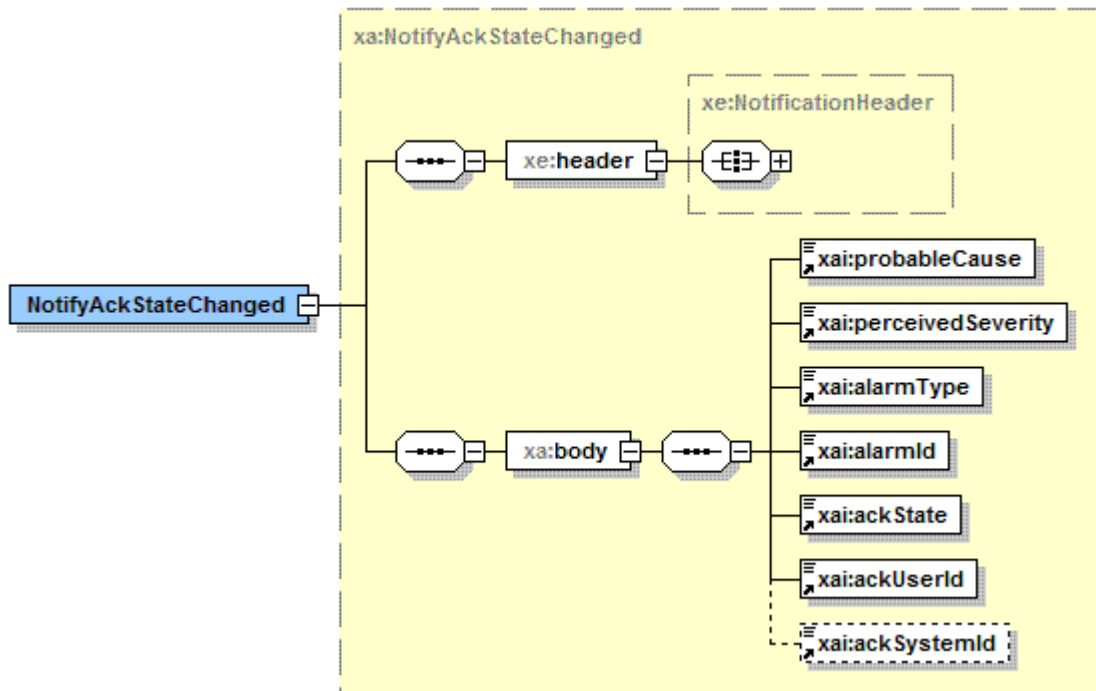 xa:NotifyAckStateChanged
xe:NotificationHeader
xe:header
NotifyAckStateChanged
xa:body
xai:probableCause
xai:perceivedSeverity
xai:alarmType
xai:alarmId
xai:ackState
xai:ackUserId
xai:ackSystemId